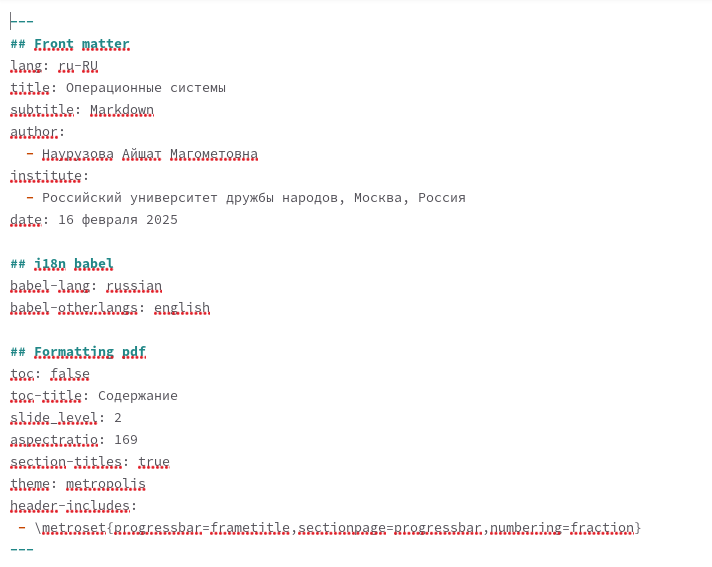 ---
## Front matter
lang: ru-RU
title: Операционные системы
subtitle: Markdown
author:
  - Наурузова Айшат Магометовна
institute:
  - Российский университет дружбы народов, Москва, Россия
date: 16 февраля 2025

## i18n babel
babel-lang: russian
babel-otherlangs: english

## Formatting pdf
toc: false
toc-title: Содержание
slide_level: 2
aspectratio: 169
section-titles: true
theme: metropolis
header-includes:
 - \metroset{progressbar=frametitle,sectionpage=progressbar,numbering=fraction}
---